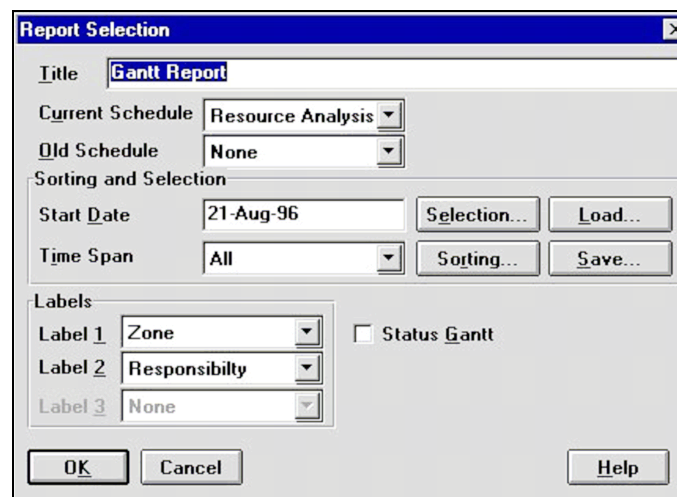 Report Selection
Title Gantt Report
Current Schedule Resource Analysis
Old Schedule None
Sorting and Selection
Start Date 21-Aug-96 Selection... Load...
Time Span All Sorting... Save...
Labels
Label 1 Zone Status Gantt
Label 2 Responsibilty
Label 3 None
OK Cancel Help